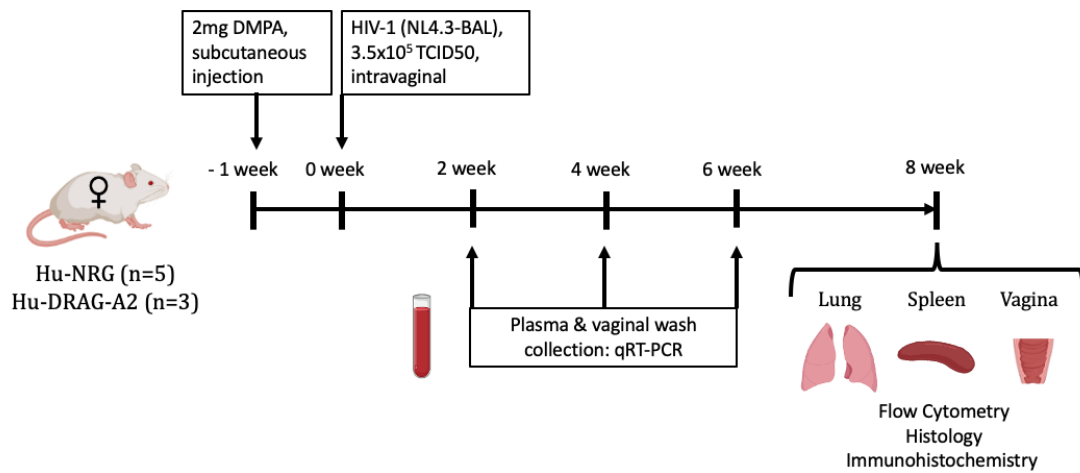 2mg DMPA,
subcutaneous
injection
HIV-1 (NL4.3-BAL),
3.5x10⁵ TCID50,
intravaginal
- 1 week
0 week
2 week
4 week
6 week
8 week
Hu-NRG (n=5)
Hu-DRAG-A2 (n=3)
Plasma & vaginal wash
collection: qRT-PCR
Lung
Spleen
Vagina
Flow Cytometry
Histology
Immunohistochemistry